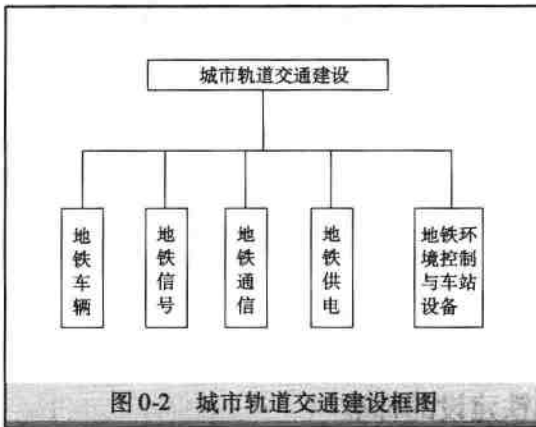 城市轨道交通建设
地铁车辆
地铁信号
地铁通信
地铁供电
地铁环
境控制
与车站
设备
图 0-2 城市轨道交通建设框图